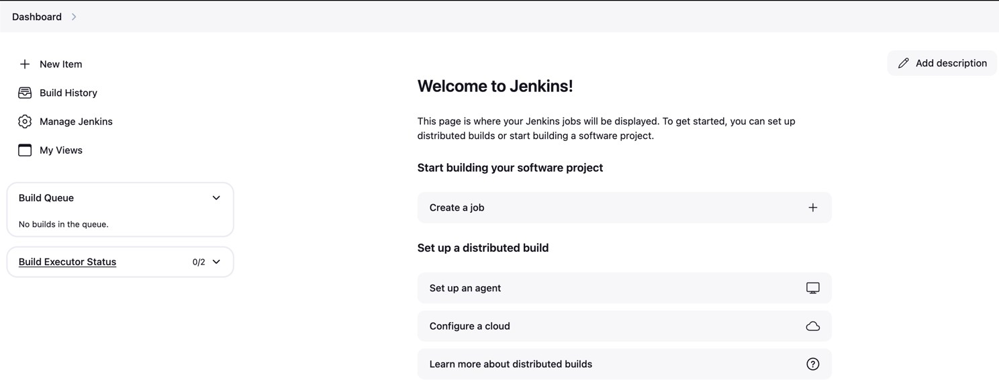 Dashboard
New Item
Build History
Manage Jenkins
My Views
Build Queue
No builds in the queue.
Build Executor Status 0/2
Add description
Welcome to Jenkins!
This page is where your Jenkins jobs will be displayed. To get started, you can set up
distributed builds or start building a software project.
Start building your software project
Create a job
Set up a distributed build
Set up an agent
Configure a cloud
Learn more about distributed builds